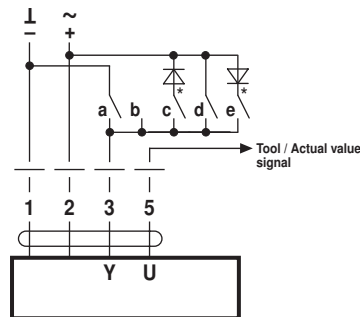 ⊥ ~
− +
a b c * d e *
Tool / Actual value
signal
1 2 3 5
Y U